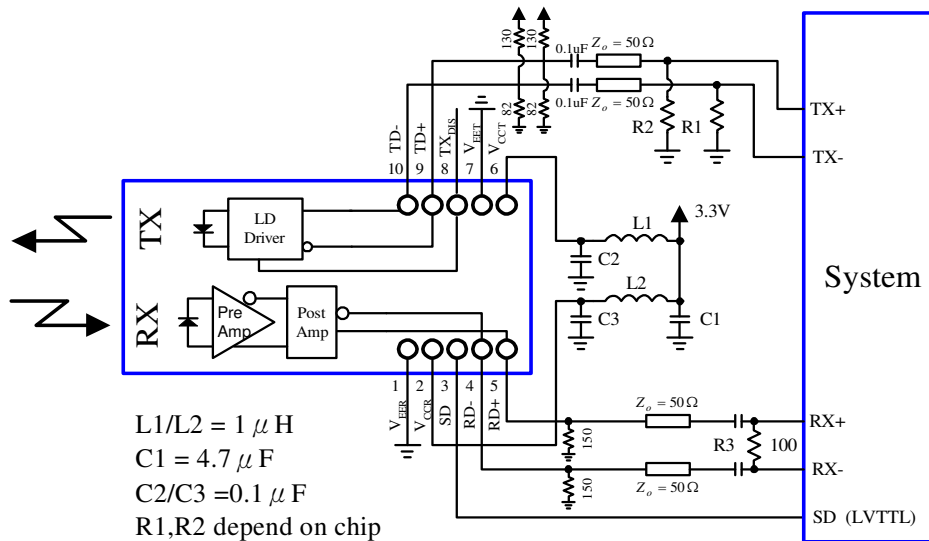 130
130
0.1uF
Zo = 50Ω
0.1uF
Zo = 50Ω
82
82
R2
R1
TX+
TX-
TD-
TD+
TXDIS
VEET
VCCT
10
9
8
7
6
TX
LD
Driver
3.3V
L1
C2
L2
C3
C1
System
RX
Pre
Amp
Post
Amp
1
2
3
4
5
VEER
VCCR
SD
RD-
RD+
Zo = 50Ω
150
R3
100
RX+
150
Zo = 50Ω
RX-
SD (LVTTL)
L1/L2 = 1 μ H
C1 = 4.7 μ F
C2/C3 =0.1 μ F
R1,R2 depend on chip